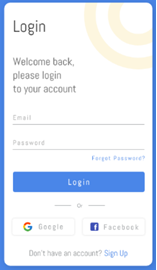 Login
Welcome back,
please login
to your account
Email
Password
Forgot Password?
Login
Or
Google
Facebook
Don't have an account? Sign Up